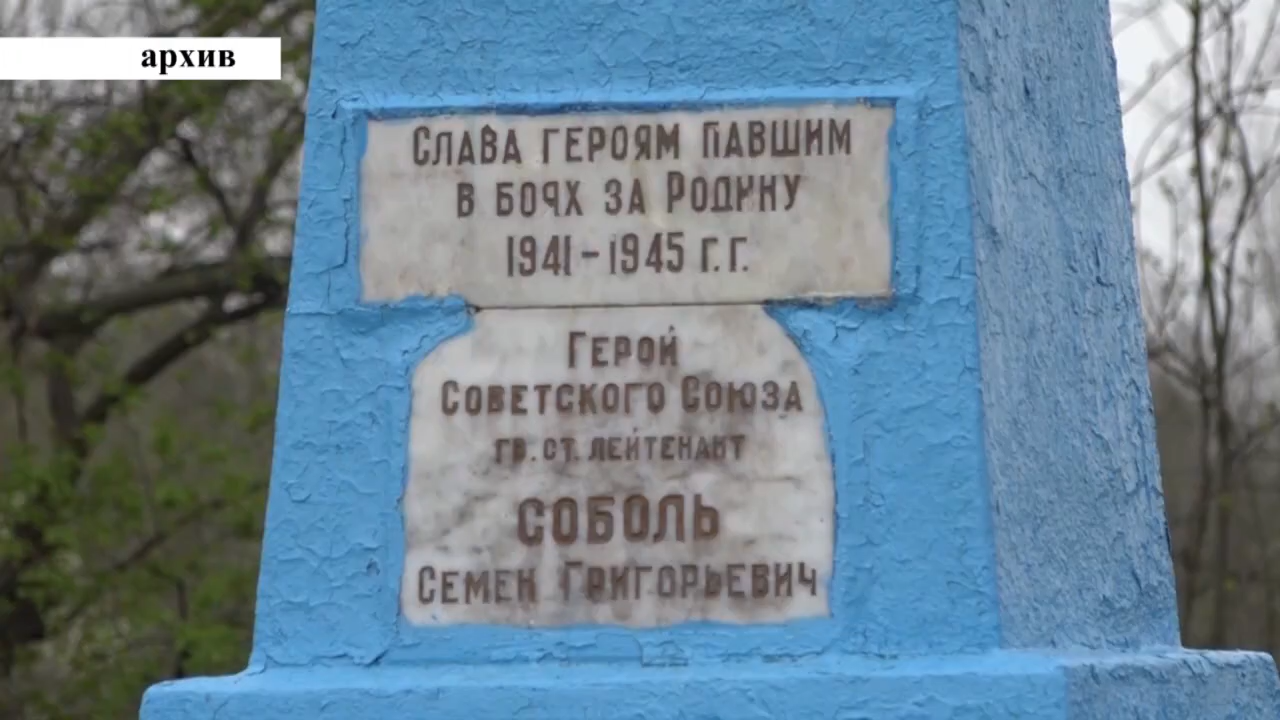 архив
Слава героям павшим
в боях за Родину
1941-1945 г.г.
Герой
Советского Союза
гв. ст. лейтенант
Соболь
Семен Григорьевич